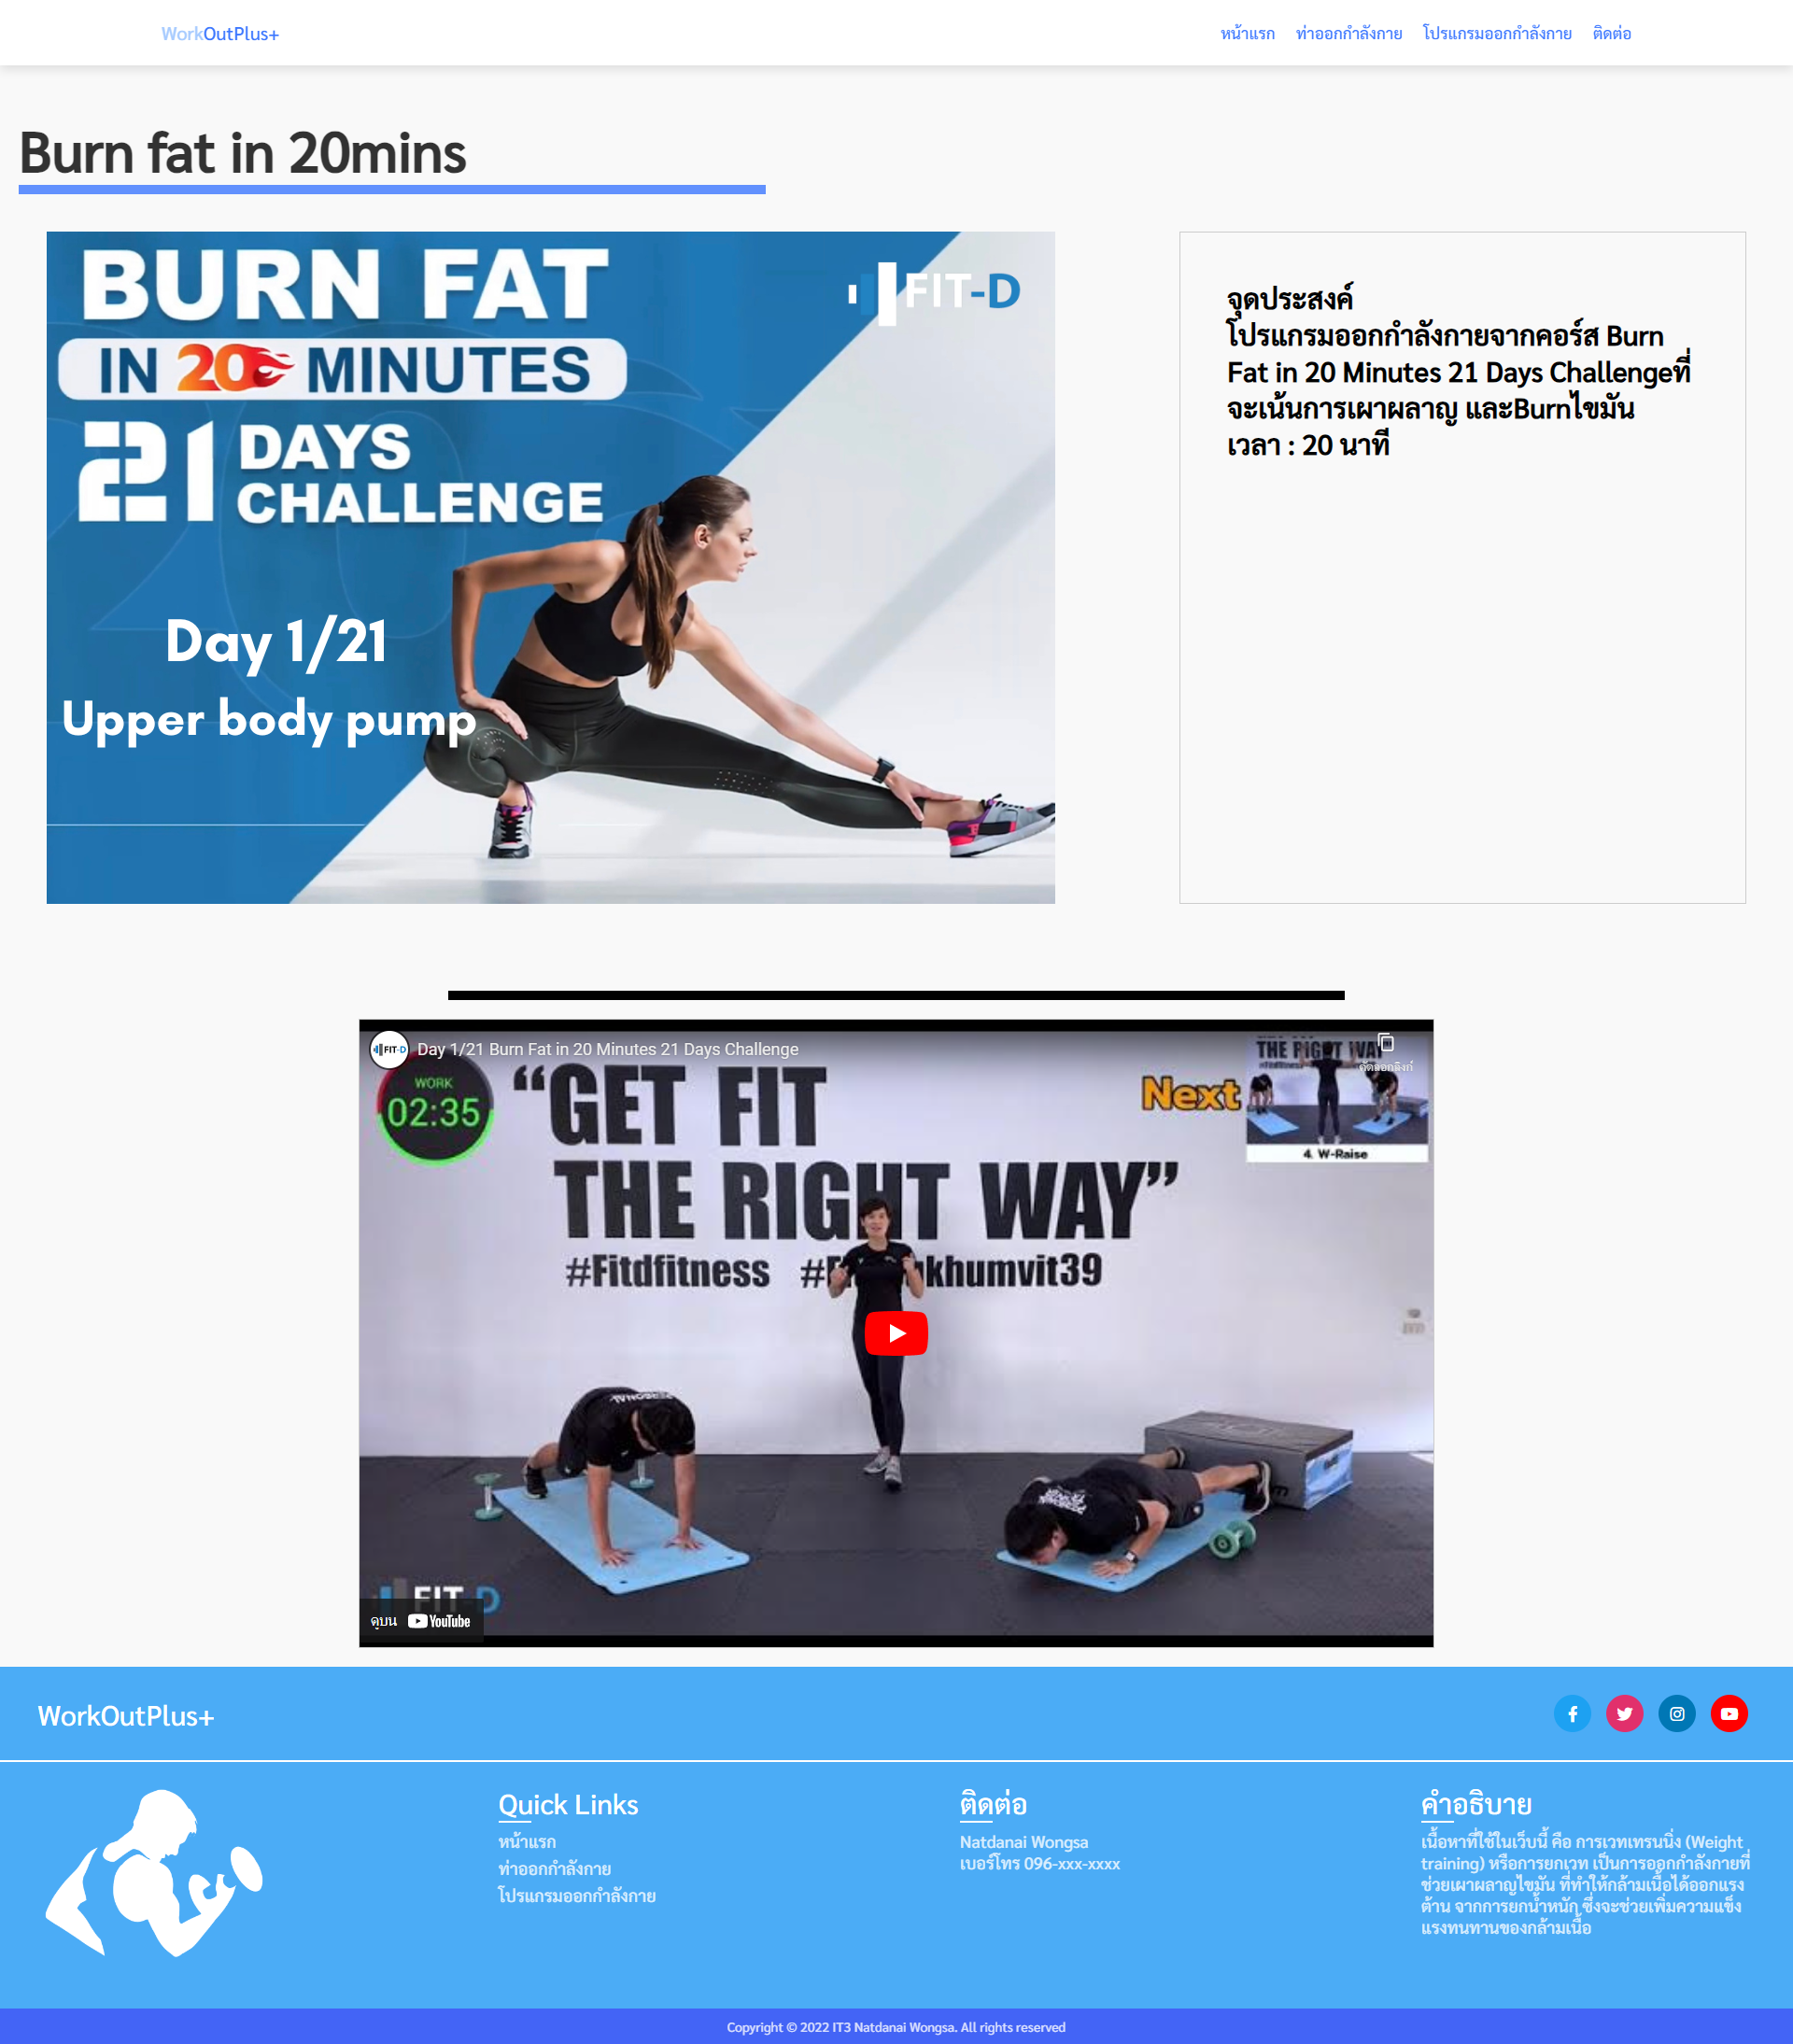 WorkOutPlus+
หน้าแรก ท่าออกกำลังกาย โปรแกรมออกกำลังกาย ติดต่อ
Burn fat in 20mins
BURN FAT
IN 20 MINUTES
21 DAYS
CHALLENGE
FIT-D
Day 1/21
Upper body pump
จุดประสงค์
โปรแกรมออกกำลังกายจากคอร์ส Burn
Fat in 20 Minutes 21 Days Challengeที่
จะเน้นการเผาผลาญ และBurnไขมัน
เวลา : 20 นาที
FIT-D
Day 1/21 Burn Fat in 20 Minutes 21 Days Challenge
คัดลอกลิงก์
WORK
02:35
“GET FIT
THE RIGHT WAY”
#Fitdfitness
Next
4. W-Raise
FIT-D
ดูบน YouTube
WorkOutPlus+
Quick Links
หน้าแรก
ท่าออกกำลังกาย
โปรแกรมออกกำลังกาย
ติดต่อ
Natdanai Wongsa
เบอร์โทร 096-xxx-xxxx
คำอธิบาย
เนื้อหาที่ใช้ในเว็บนี้ คือ การเวทเทรนนิ่ง (Weight
training) หรือการยกเวท เป็นการออกกำลังกายที่
ช่วยเผาผลาญไขมัน ที่ทำให้กล้ามเนื้อได้ออกแรง
ต้าน จากการยกน้ำหนัก ซึ่งจะช่วยเพิ่มความแข็ง
แรงทนทานของกล้ามเนื้อ
Copyright © 2022 IT3 Natdanai Wongsa. All rights reserved